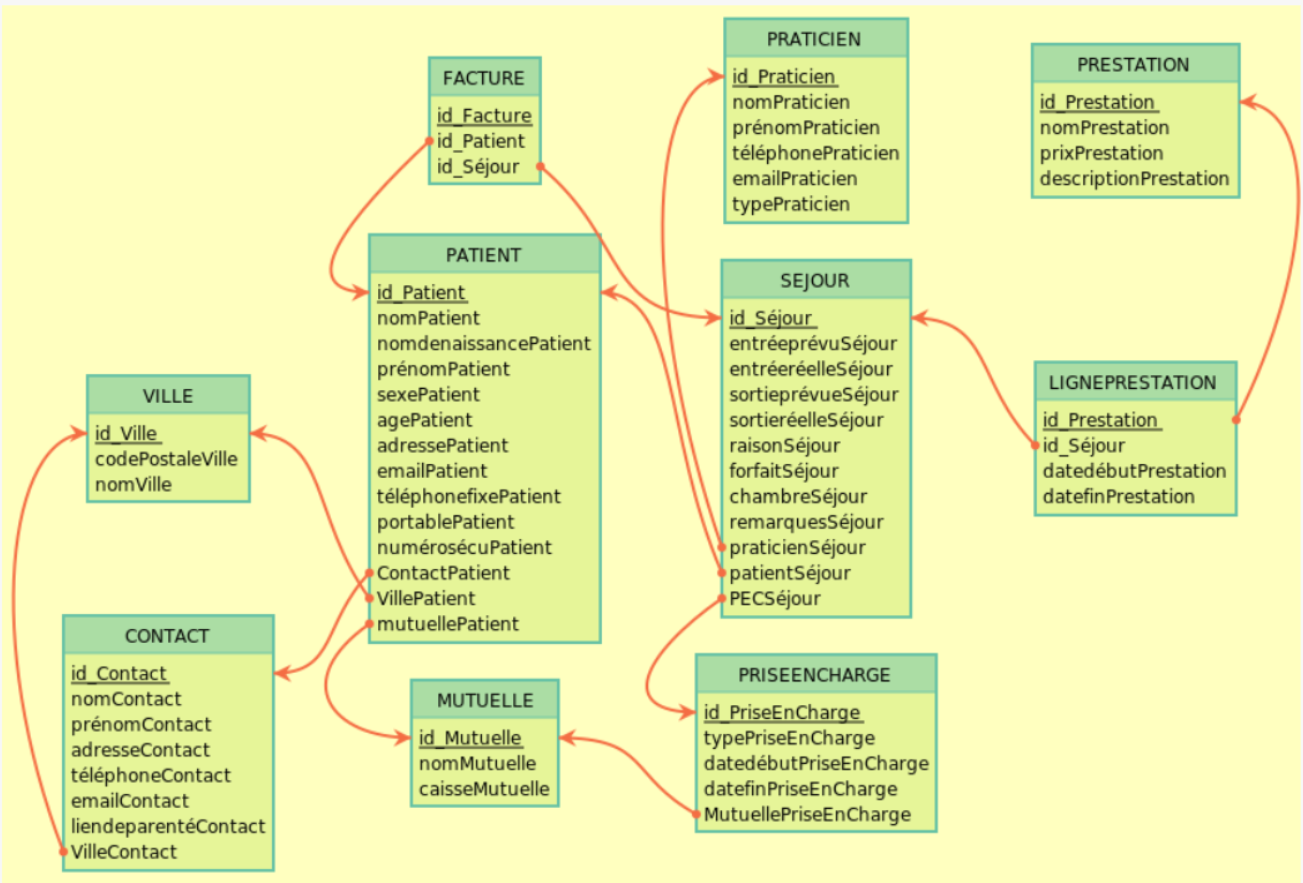 FACTURE
id_Facture
id_Patient
id_Séjour
PRATICIEN
id_Praticien
nomPraticien
prénomPraticien
téléphonePraticien
emailPraticien
typePraticien
PRESTATION
id_Prestation
nomPrestation
prixPrestation
descriptionPrestation
PATIENT
id_Patient
nomPatient
nomdenaissancePatient
prénomPatient
sexePatient
agePatient
adressePatient
emailPatient
téléphonefixePatient
portablePatient
numérosécuPatient
ContactPatient
VillePatient
mutuellePatient
SEJOUR
id_Séjour
entréeprévuSéjour
entréeréelleSéjour
sortieprévueSéjour
sortieréelleSéjour
raisonSéjour
forfaitSéjour
chambreSéjour
remarquesSéjour
praticienSéjour
patientSéjour
PECSéjour
LIGNEPRESTATION
id_Prestation
id_Séjour
datedébutPrestation
datefinPrestation
VILLE
id_Ville
codePostaleVille
nomVille
CONTACT
id_Contact
nomContact
prénomContact
adresseContact
téléphoneContact
emailContact
liendeparentéContact
VilleContact
MUTUELLE
id_Mutuelle
nomMutuelle
caisseMutuelle
PRISEENCHARGE
id_PriseEnCharge
typePriseEnCharge
datedébutPriseEnCharge
datefinPriseEnCharge
MutuellePriseEnCharge